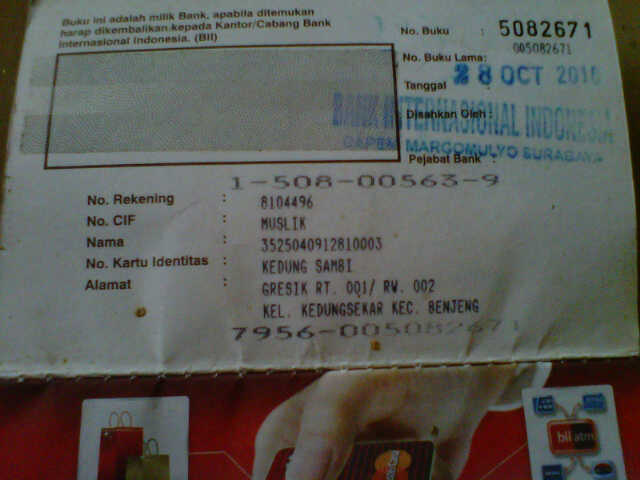 Buku ini adalah milik Bank, apabila ditemukan
harap dikembalikan kepada Kantor/Cabang Bank
Internasional Indonesia. (BII)
No. Buku : 5082671
005082671
No. Buku Lama:
Tanggal 28 OCT 2010
Disahkan Oleh :
BANK INTERNASIONAL INDONESIA
CAPEM MARGOMULYO SURABAYA
Pejabat Bank :
1-508-00563-9
No. Rekening : 8104496
No. CIF : MUSLIK
Nama : 3525040912810003
No. Kartu Identitas : KEDUNG SAMBI
Alamat : GRESIK RT. 001/ RW. 002
KEL. KEDUNGSEKAR KEC. BENJENG
7956-005082671
bii atm